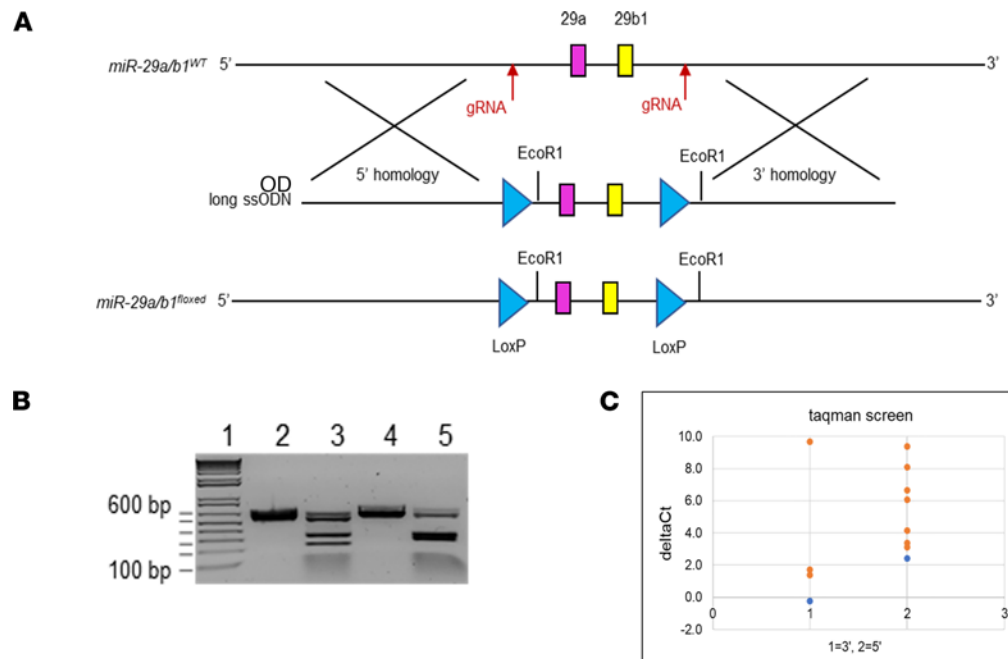 A
29a 29b1
miR-29a/b1WT 5' 3'
gRNA gRNA
EcoR1 EcoR1
5' homology 3' homology
OD
long ssODN
EcoR1 EcoR1
miR-29a/b1floxed 5' 3'
LoxP LoxP
B
1 2 3 4 5
600 bp
100 bp
C
taqman screen
10.0
8.0
6.0
4.0
2.0
0.0
-2.0
deltaCt
0 1 2 3
1=3', 2=5'